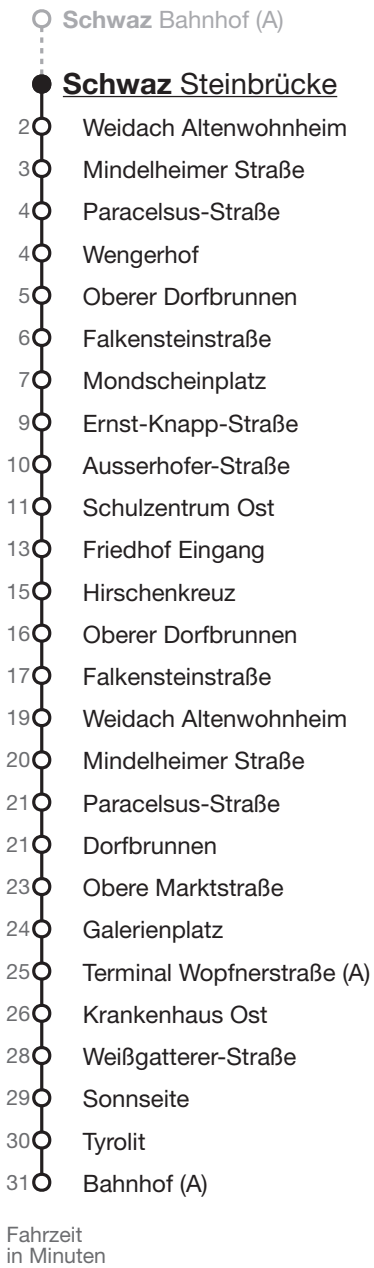 Schwaz Bahnhof (A)
Schwaz Steinbrücke
2 Weidach Altenwohnheim
3 Mindelheimer Straße
4 Paracelsus-Straße
4 Wengerhof
5 Oberer Dorfbrunnen
6 Falkensteinstraße
7 Mondscheinplatz
9 Ernst-Knapp-Straße
10 Ausserhofer-Straße
11 Schulzentrum Ost
13 Friedhof Eingang
15 Hirschenkreuz
16 Oberer Dorfbrunnen
17 Falkensteinstraße
19 Weidach Altenwohnheim
20 Mindelheimer Straße
21 Paracelsus-Straße
21 Dorfbrunnen
23 Obere Marktstraße
24 Galerienplatz
25 Terminal Wopfnerstraße (A)
26 Krankenhaus Ost
28 Weißgatterer-Straße
29 Sonnseite
30 Tyrolit
31 Bahnhof (A)
Fahrzeit
in Minuten